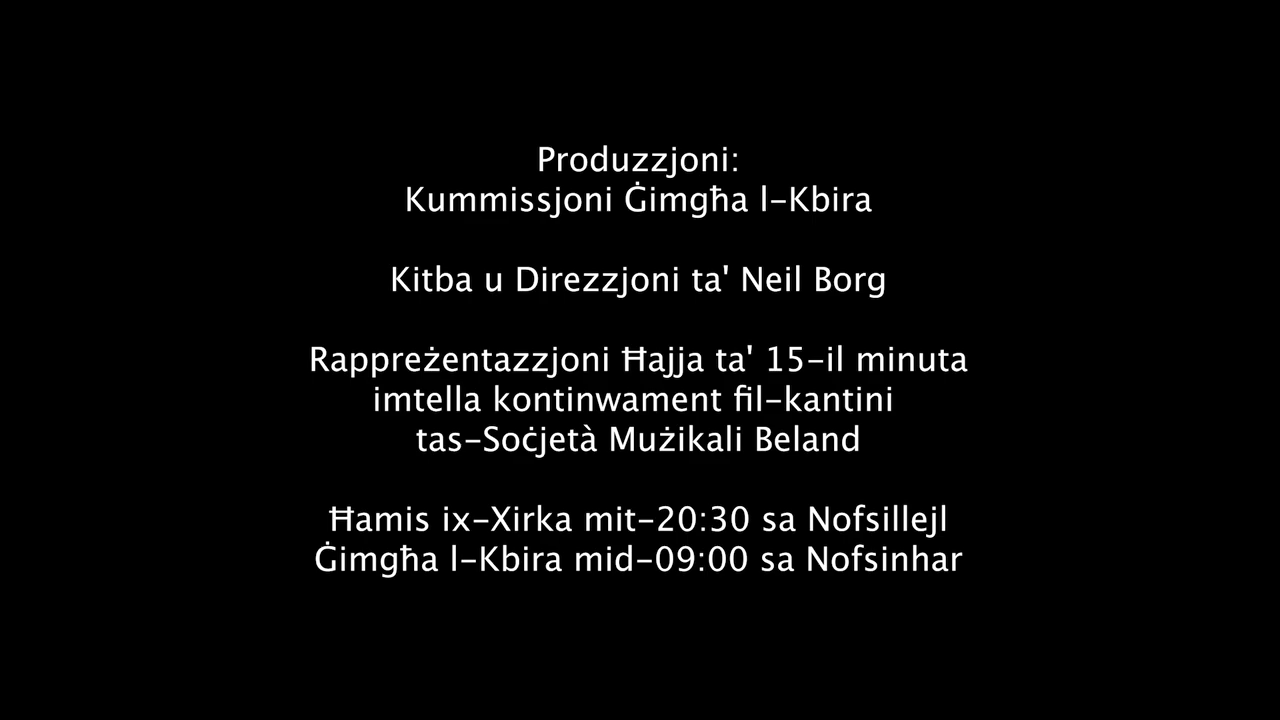 Produzzjoni:
Kummissjoni Ġimgħa l-Kbira
Kitba u Direzzjoni ta' Neil Borg
Rappreżentazzjoni Ħajja ta' 15-il minuta
imtella kontinwament fil-kantini
tas-Soċjetà Mużikali Beland
Ħamis ix-Xirka mit-20:30 sa Nofsillejl
Ġimgħa l-Kbira mid-09:00 sa Nofsinhar